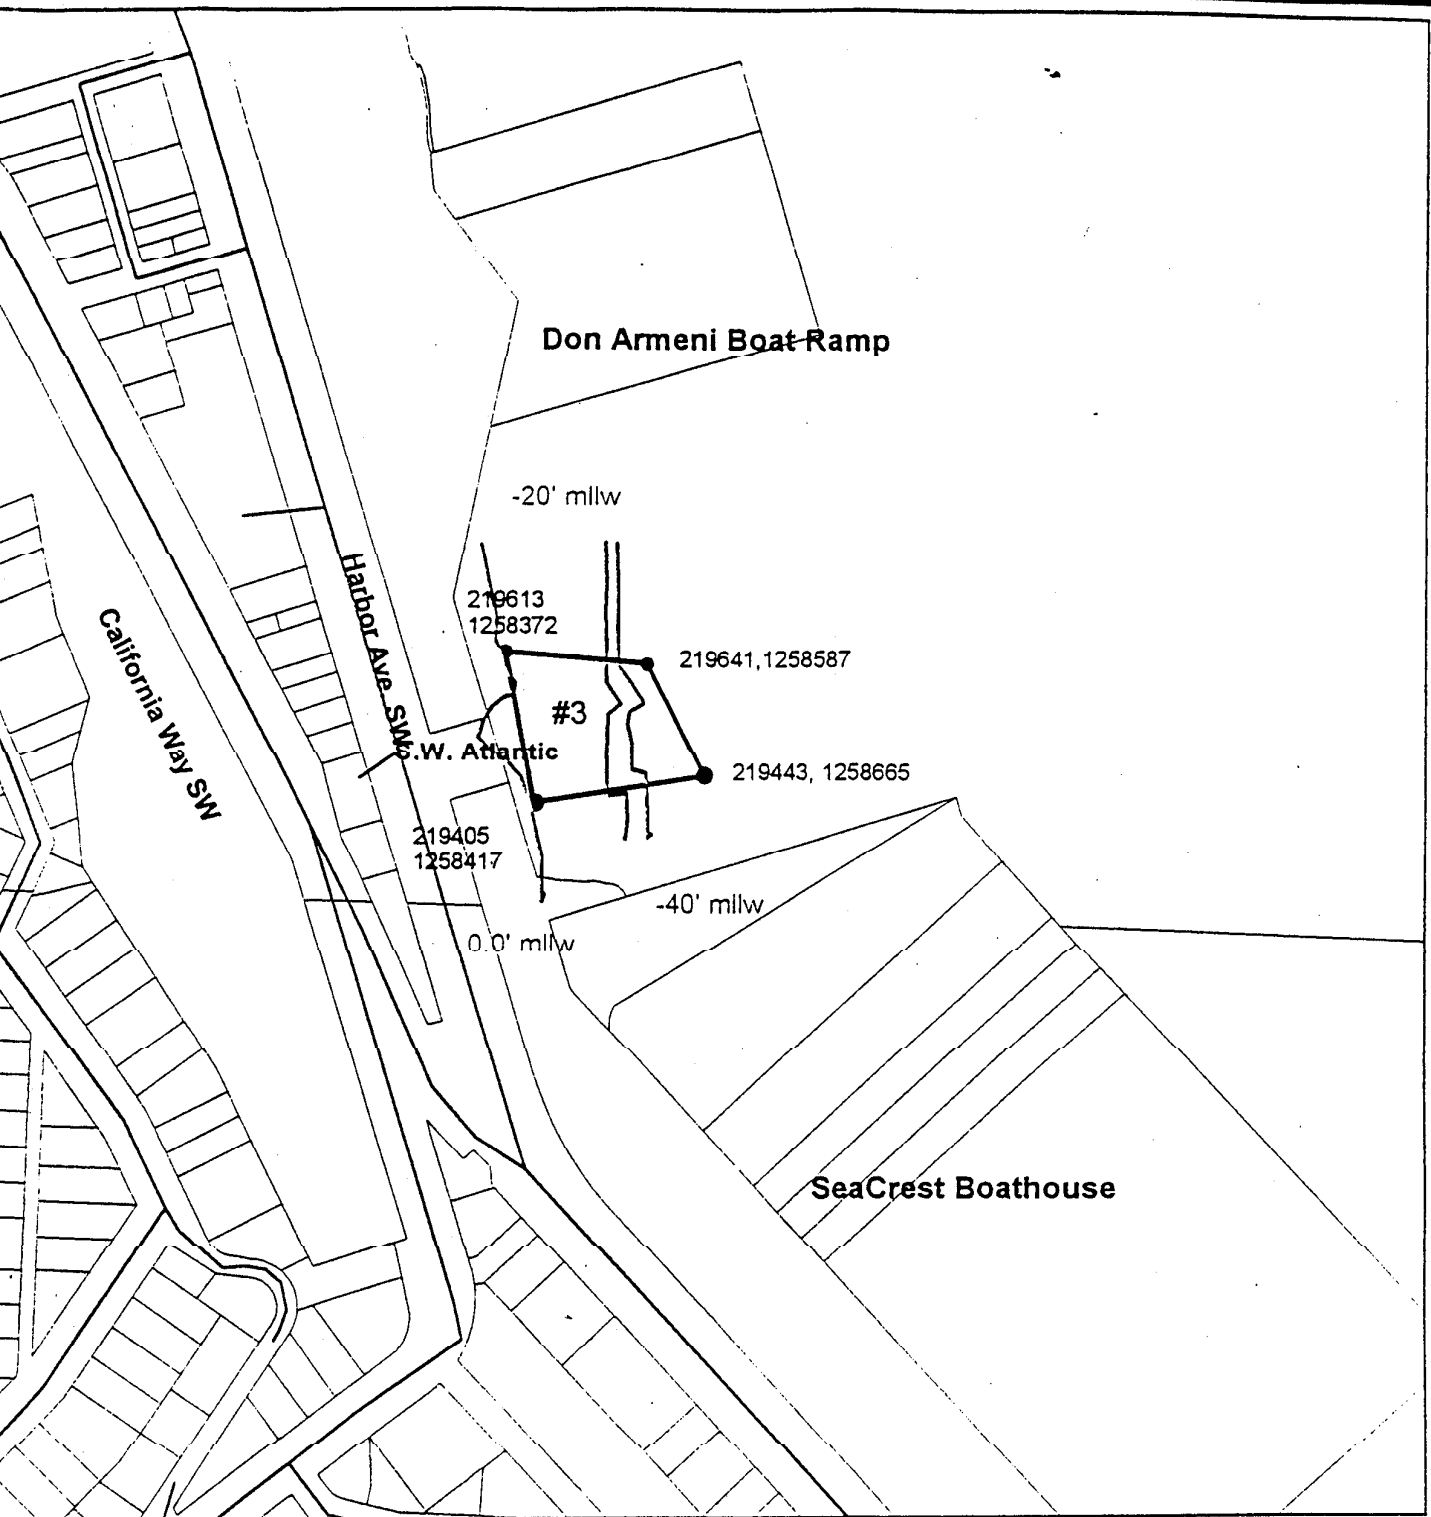 Don Armeni Boat Ramp
-20' mllw
Harbor Ave. SW
California Way SW
219613
1258372
219641,1258587
#3
S.W. Atlantic
219443, 1258665
219405
1258417
-40' mllw
0.0' mllw
SeaCrest Boathouse